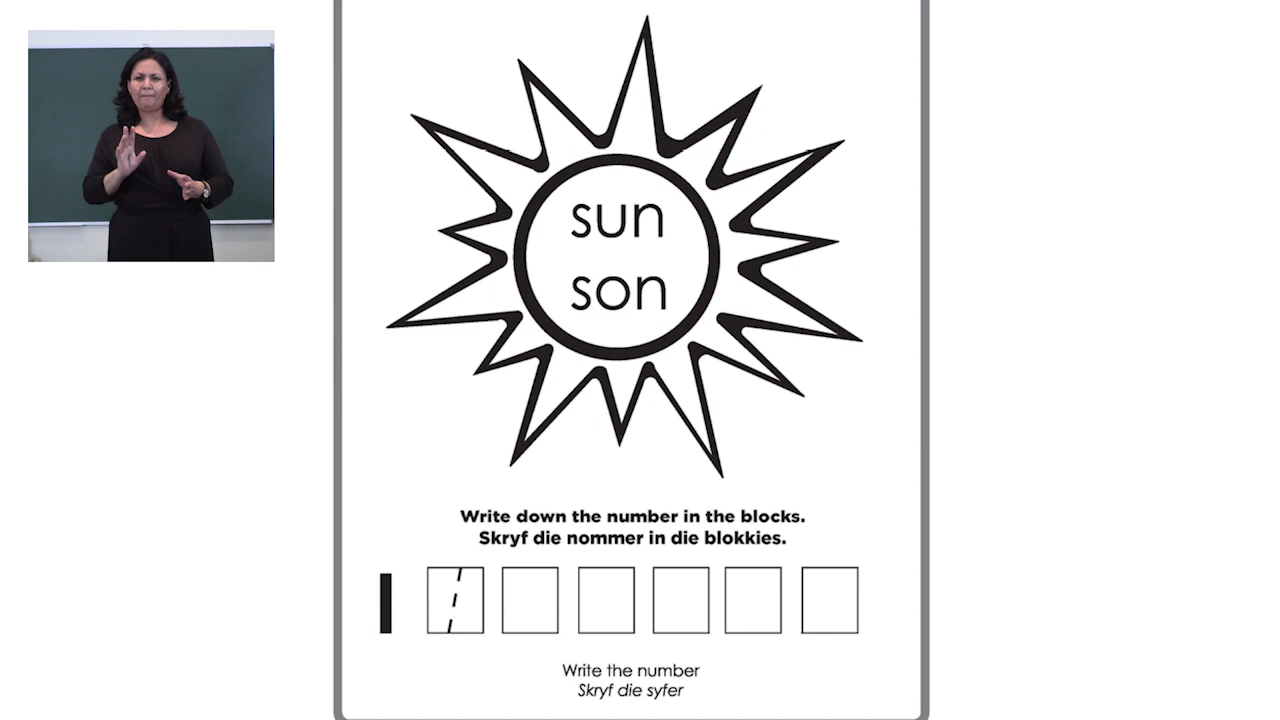 sun
son
Write down the number in the blocks.
Skryf die nommer in die blokkies.
1
Write the number
Skryf die syfer